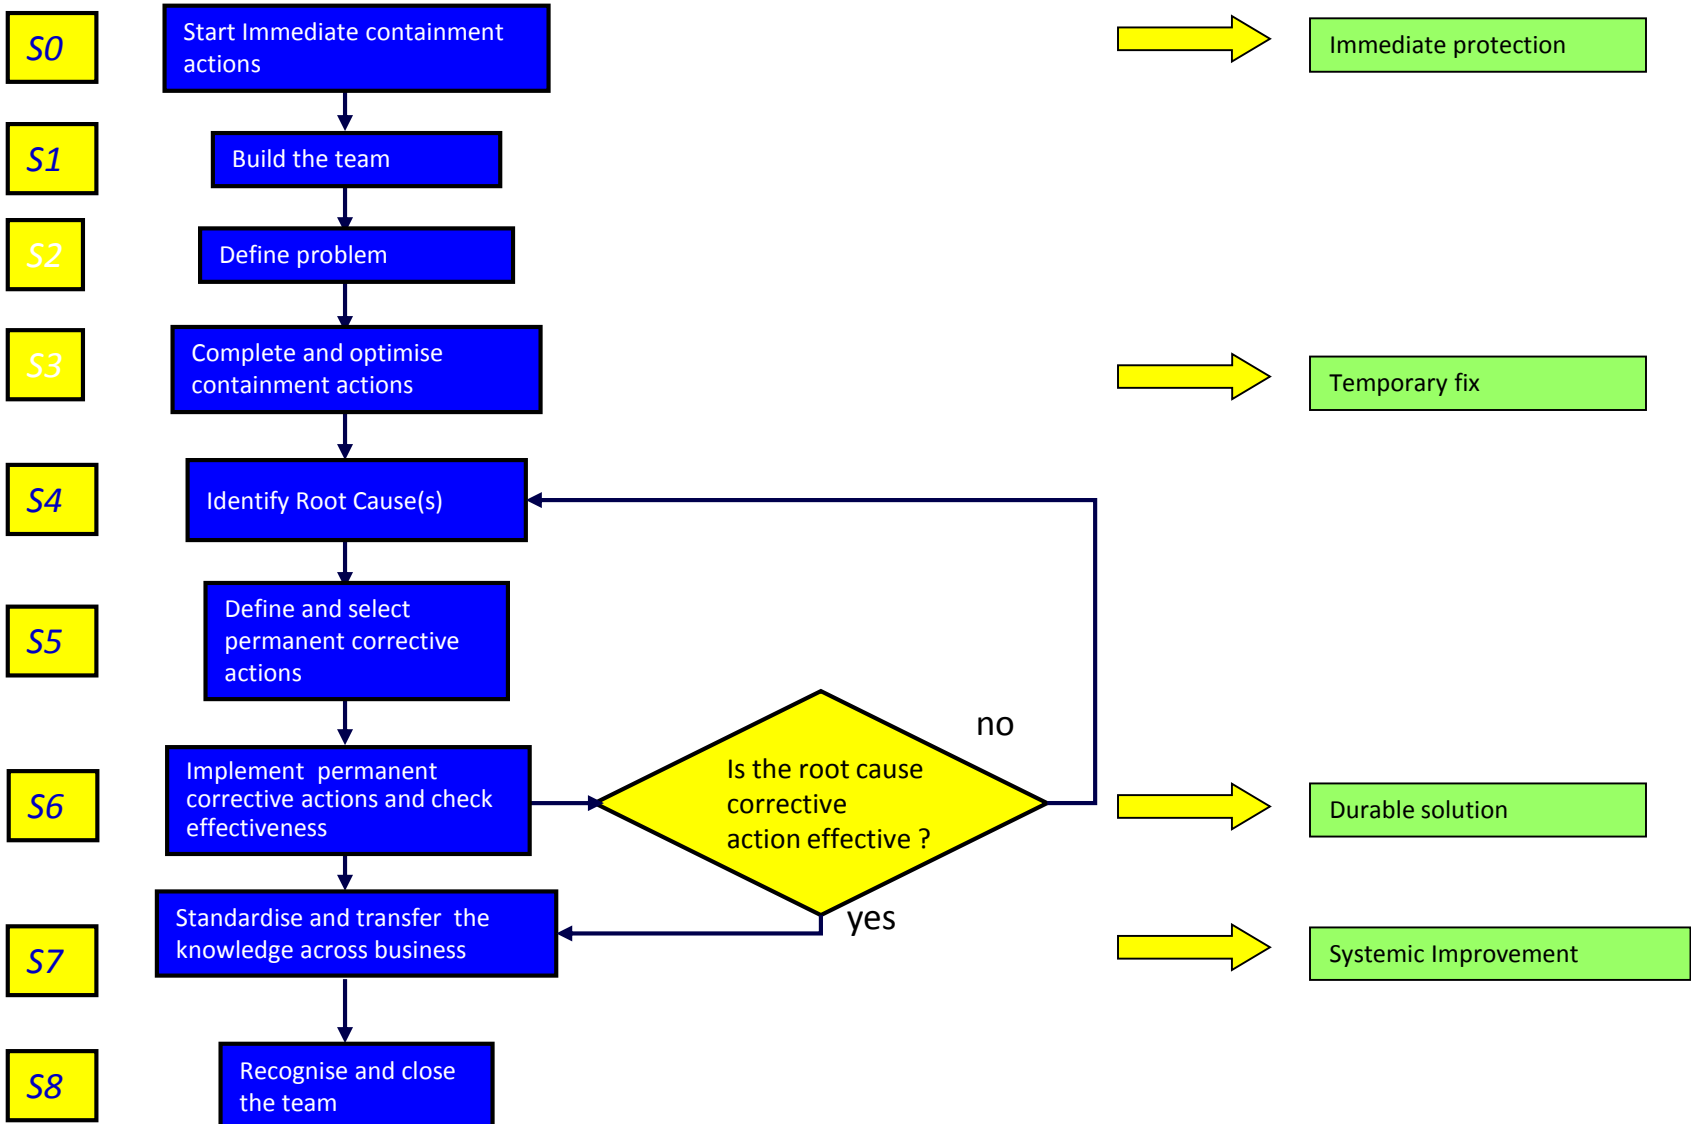 S0
Start Immediate containment
actions
Immediate protection
S1
Build the team
S2
Define problem
S3
Complete and optimise
containment actions
Temporary fix
S4
Identify Root Cause(s)
S5
Define and select
permanent corrective
actions
no
S6
Implement permanent
corrective actions and check
effectiveness
Is the root cause
corrective
action effective ?
Durable solution
yes
S7
Standardise and transfer the
knowledge across business
Systemic Improvement
S8
Recognise and close
the team